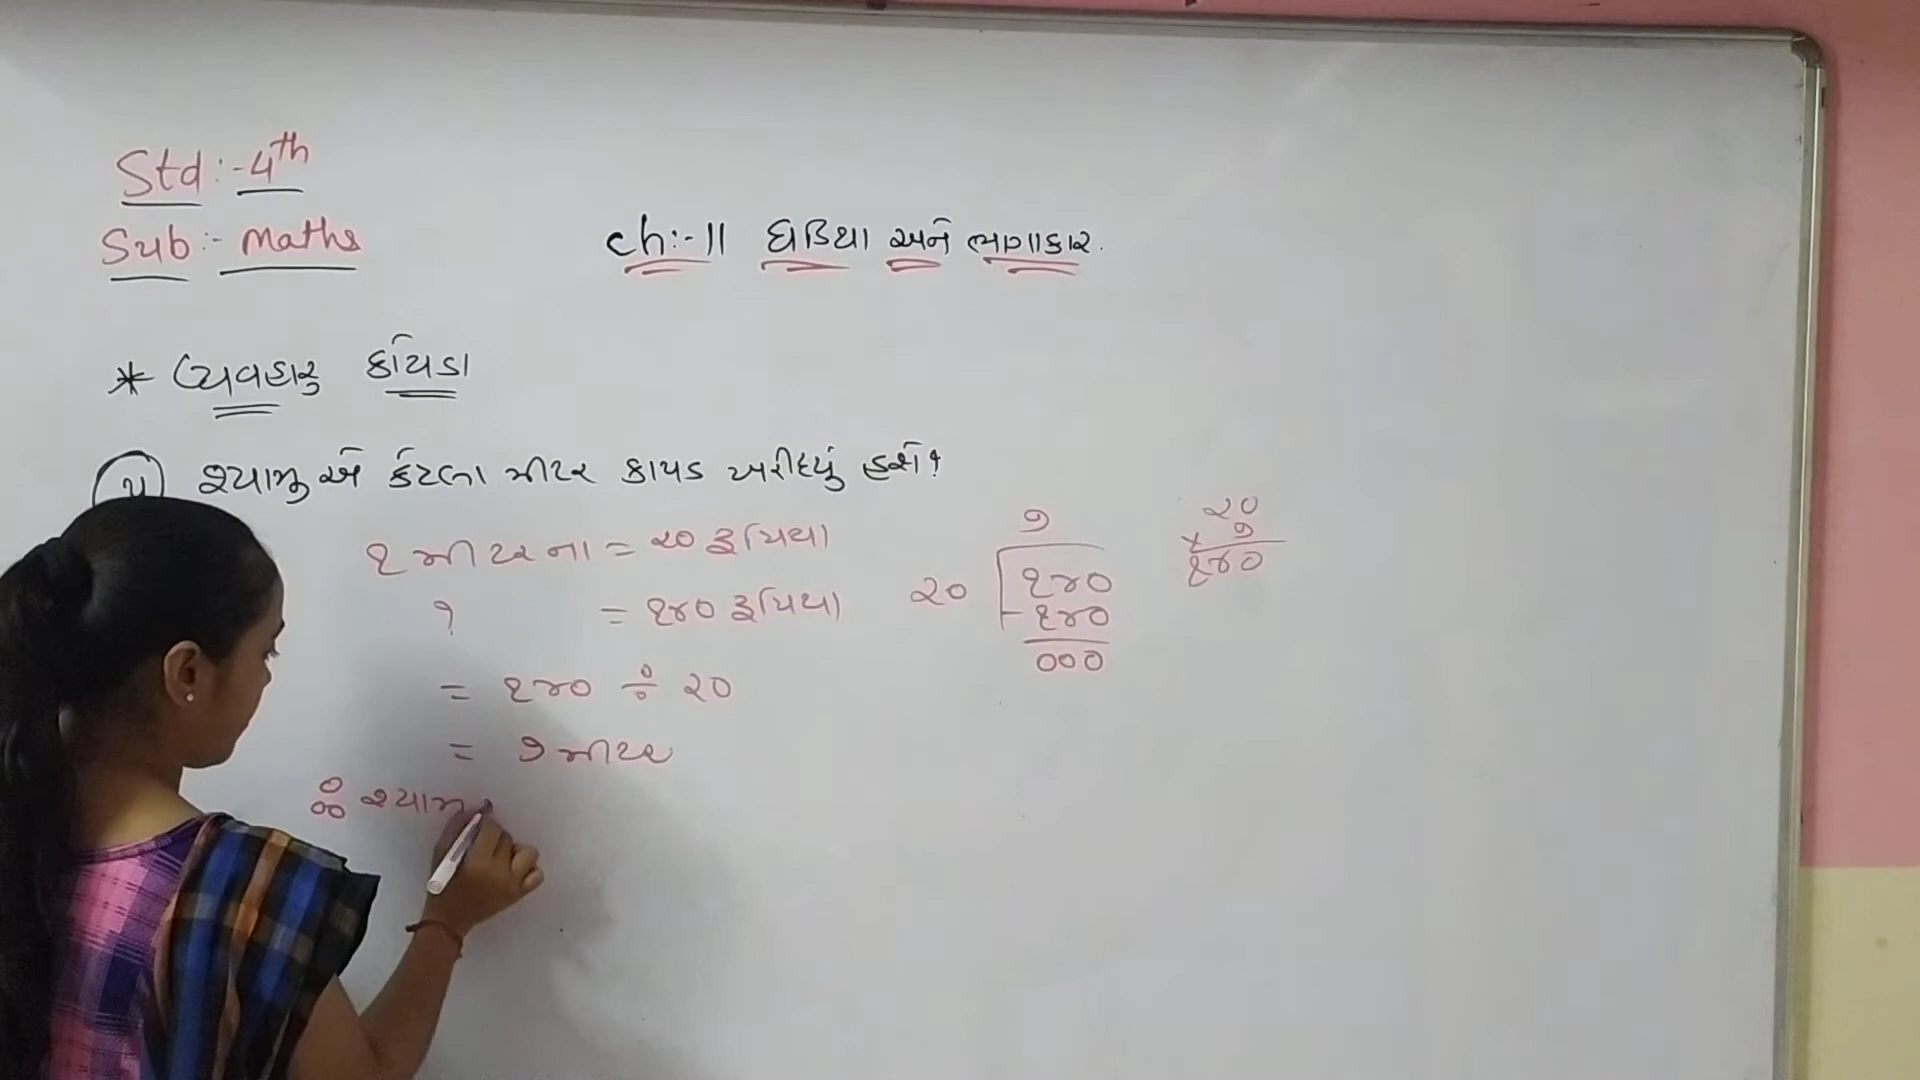 Std :- 4th
Sub :- Maths
ch :- 11 ઘડિયા અને ભાગાકાર.
* વ્યવહારુ કોયડા
૫ શ્યામુએ કેટલા મીટર કાપડ ખરીદ્યું હશે?
૧ મીટરના = ૨૦ રૂપિયા
? = ૧૪૦ રૂપિયા
= ૧૪૦ ÷ ૨૦
= ૭ મીટર
∴ શ્યામુ
૭
૨૦ ૧૪૦
- ૧૪૦
૦૦૦
૨૦
× ૭
૧૪૦